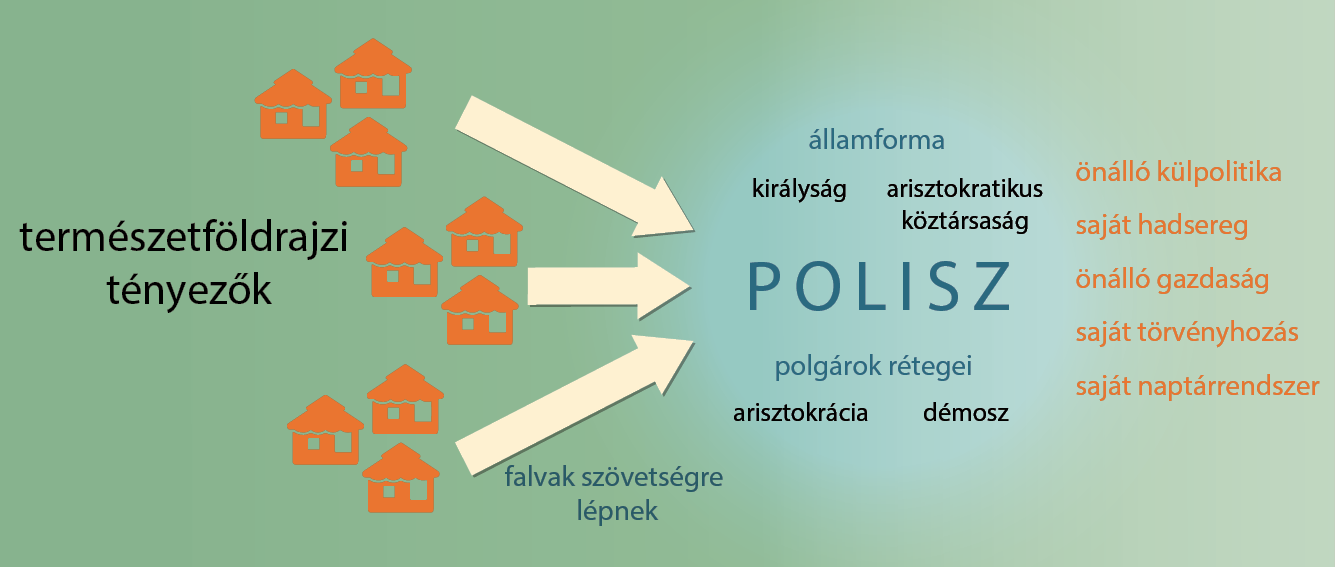 természetföldrajzi
tényezők
falvak szövetségre
lépnek
államforma
királyság
arisztokratikus
köztársaság
POLISZ
polgárok rétegei
arisztokrácia
démosz
önálló külpolitika
saját hadsereg
önálló gazdaság
saját törvényhozás
saját naptárrendszer